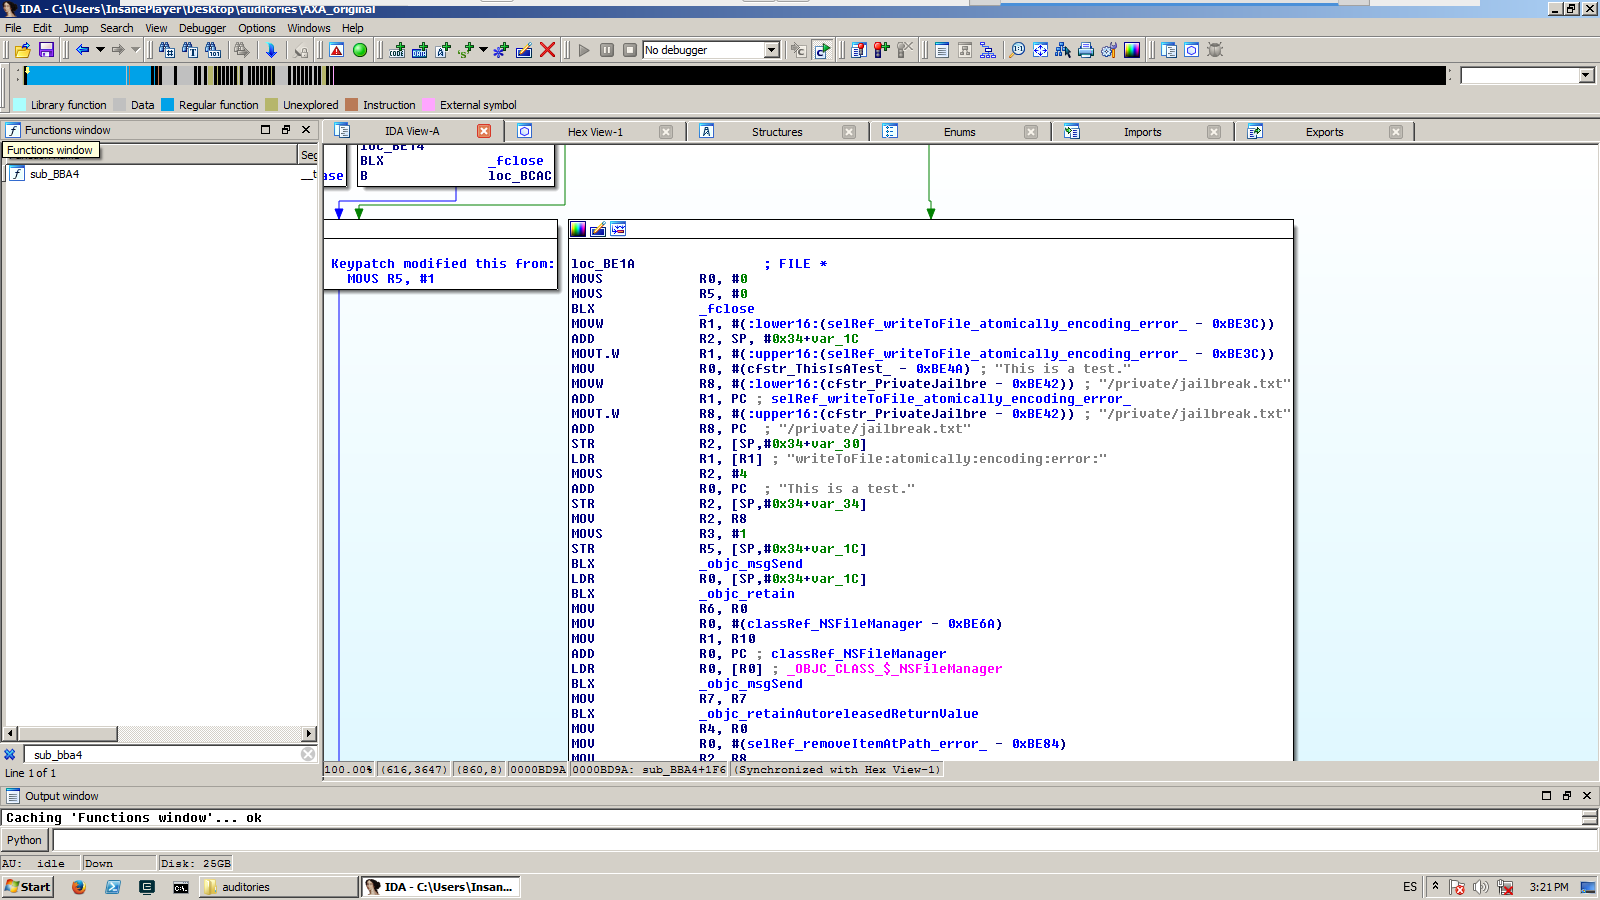 IDA - C:\Users\InsanePlayer\Desktop\auditories\AXA_original
File Edit Jump Search View Debugger Options Windows Help
No debugger
Library function Data Regular function Unexplored Instruction External symbol
Functions window
IDA View-A Hex View-1 Structures Enums Imports Exports
Functions window
Seg
sub_BBA4 __t
loc_BE14
BLX _fclose
B loc_BCAC
ase
Keypatch modified this from:
MOVS R5, #1
loc_BE1A ; FILE *
MOVS R0, #0
MOVS R5, #0
BLX _fclose
MOVW R1, #(:lower16:(selRef_writeToFile_atomically_encoding_error_ - 0xBE3C))
ADD R2, SP, #0x34+var_1C
MOVT.W R1, #(:upper16:(selRef_writeToFile_atomically_encoding_error_ - 0xBE3C))
MOV R0, #(cfstr_ThisIsATest_ - 0xBE4A) ; "This is a test."
MOVW R8, #(:lower16:(cfstr_PrivateJailbre - 0xBE42)) ; "/private/jailbreak.txt"
ADD R1, PC ; selRef_writeToFile_atomically_encoding_error_
MOVT.W R8, #(:upper16:(cfstr_PrivateJailbre - 0xBE42)) ; "/private/jailbreak.txt"
ADD R8, PC ; "/private/jailbreak.txt"
STR R2, [SP,#0x34+var_30]
LDR R1, [R1] ; "writeToFile:atomically:encoding:error:"
MOVS R2, #4
ADD R0, PC ; "This is a test."
STR R2, [SP,#0x34+var_34]
MOV R2, R8
MOVS R3, #1
STR R5, [SP,#0x34+var_1C]
BLX _objc_msgSend
LDR R0, [SP,#0x34+var_1C]
BLX _objc_retain
MOV R6, R0
MOV R0, #(classRef_NSFileManager - 0xBE6A)
MOV R1, R10
ADD R0, PC ; classRef_NSFileManager
LDR R0, [R0] ; _OBJC_CLASS_$_NSFileManager
BLX _objc_msgSend
MOV R7, R7
BLX _objc_retainAutoreleasedReturnValue
MOV R4, R0
MOV R0, #(selRef_removeItemAtPath_error_ - 0xBE84)
MOV R2, R8
sub_bba4
Line 1 of 1
100.00% (616,3647) (860,8) 0000BD9A 0000BD9A: sub_BBA4+1F6 (Synchronized with Hex View-1)
Output window
Caching 'Functions window'... ok
Python
AU: idle Down Disk: 25GB
Start auditories IDA - C:\Users\Insan... ES 3:21 PM